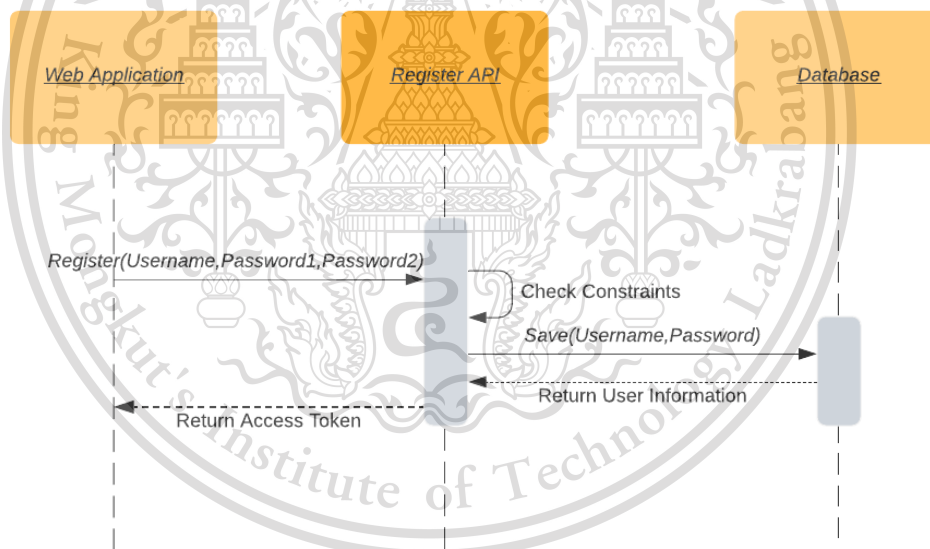 Web Application
Register API
Database
Register(Username,Password1,Password2)
Check Constraints
Save(Username,Password)
Return User Information
Return Access Token
King Mongkut's Institute of Technology Ladkrabang